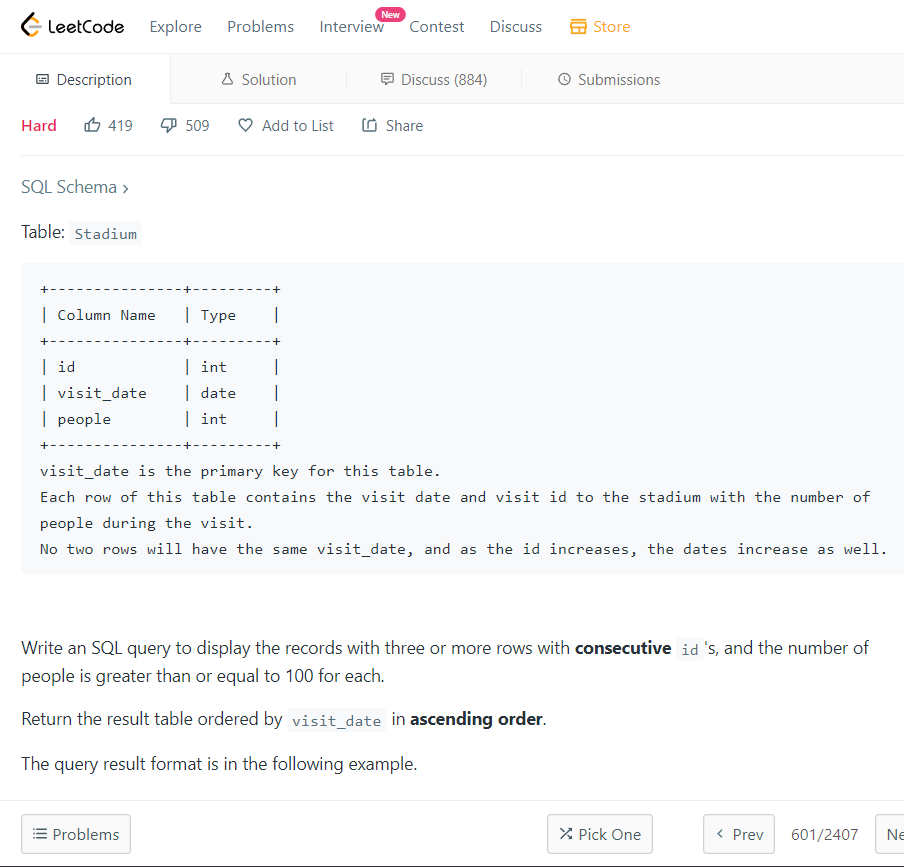 LeetCode Explore Problems Interview New Contest Discuss Store
Description Solution Discuss (884) Submissions
Hard 419 509 Add to List Share
SQL Schema ›
Table: Stadium
+---------------+---------+
| Column Name   | Type    |
+---------------+---------+
| id            | int     |
| visit_date    | date    |
| people        | int     |
+---------------+---------+
visit_date is the primary key for this table.
Each row of this table contains the visit date and visit id to the stadium with the number of
people during the visit.
No two rows will have the same visit_date, and as the id increases, the dates increase as well.
Write an SQL query to display the records with three or more rows with consecutive id 's, and the number of
people is greater than or equal to 100 for each.
Return the result table ordered by visit_date in ascending order.
The query result format is in the following example.
Problems Pick One ‹ Prev 601/2407 Ne